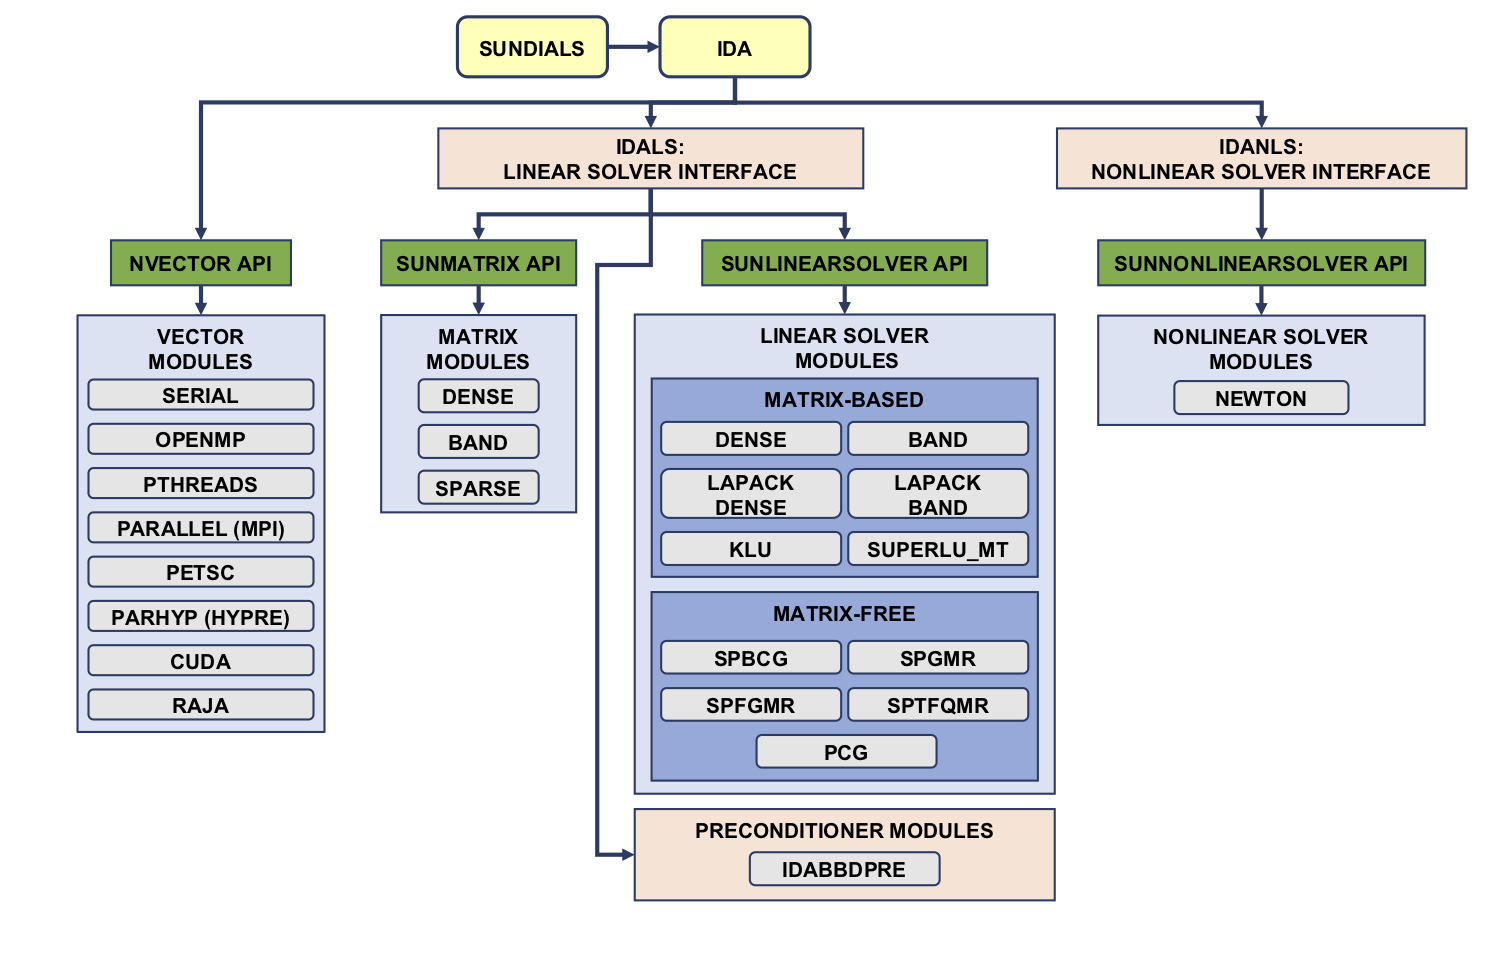 SUNDIALS
IDA
IDALS:
LINEAR SOLVER INTERFACE
IDANLS:
NONLINEAR SOLVER INTERFACE
NVECTOR API
SUNMATRIX API
SUNLINEARSOLVER API
SUNNONLINEARSOLVER API
VECTOR
MODULES
SERIAL
OPENMP
PTHREADS
PARALLEL (MPI)
PETSC
PARHYP (HYPRE)
CUDA
RAJA
MATRIX
MODULES
DENSE
BAND
SPARSE
LINEAR SOLVER
MODULES
MATRIX-BASED
DENSE
BAND
LAPACK
DENSE
LAPACK
BAND
KLU
SUPERLU_MT
MATRIX-FREE
SPBCG
SPGMR
SPFGMR
SPTFQMR
PCG
PRECONDITIONER MODULES
IDABBDPRE
NONLINEAR SOLVER
MODULES
NEWTON